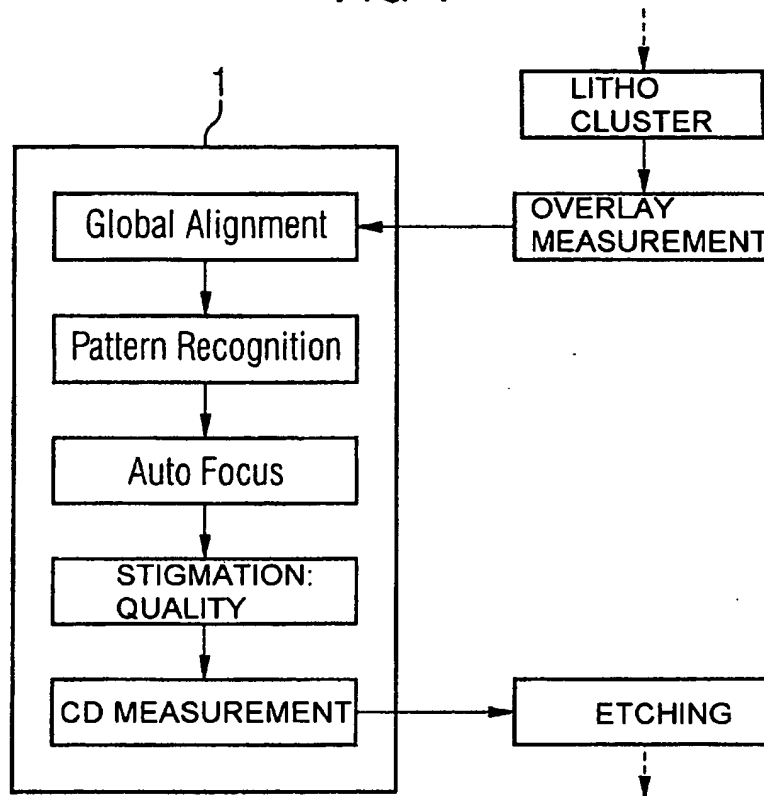 1
LITHO
CLUSTER
Global Alignment
OVERLAY
MEASUREMENT
Pattern Recognition
Auto Focus
STIGMATION:
QUALITY
CD MEASUREMENT
ETCHING